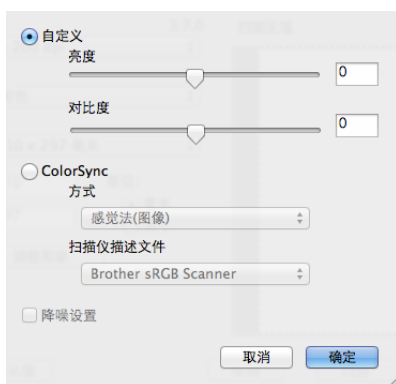 自定义
亮度
0
对比度
0
ColorSync
方式
感觉法(图像)
扫描仪描述文件
Brother sRGB Scanner
降噪设置
取消
确定